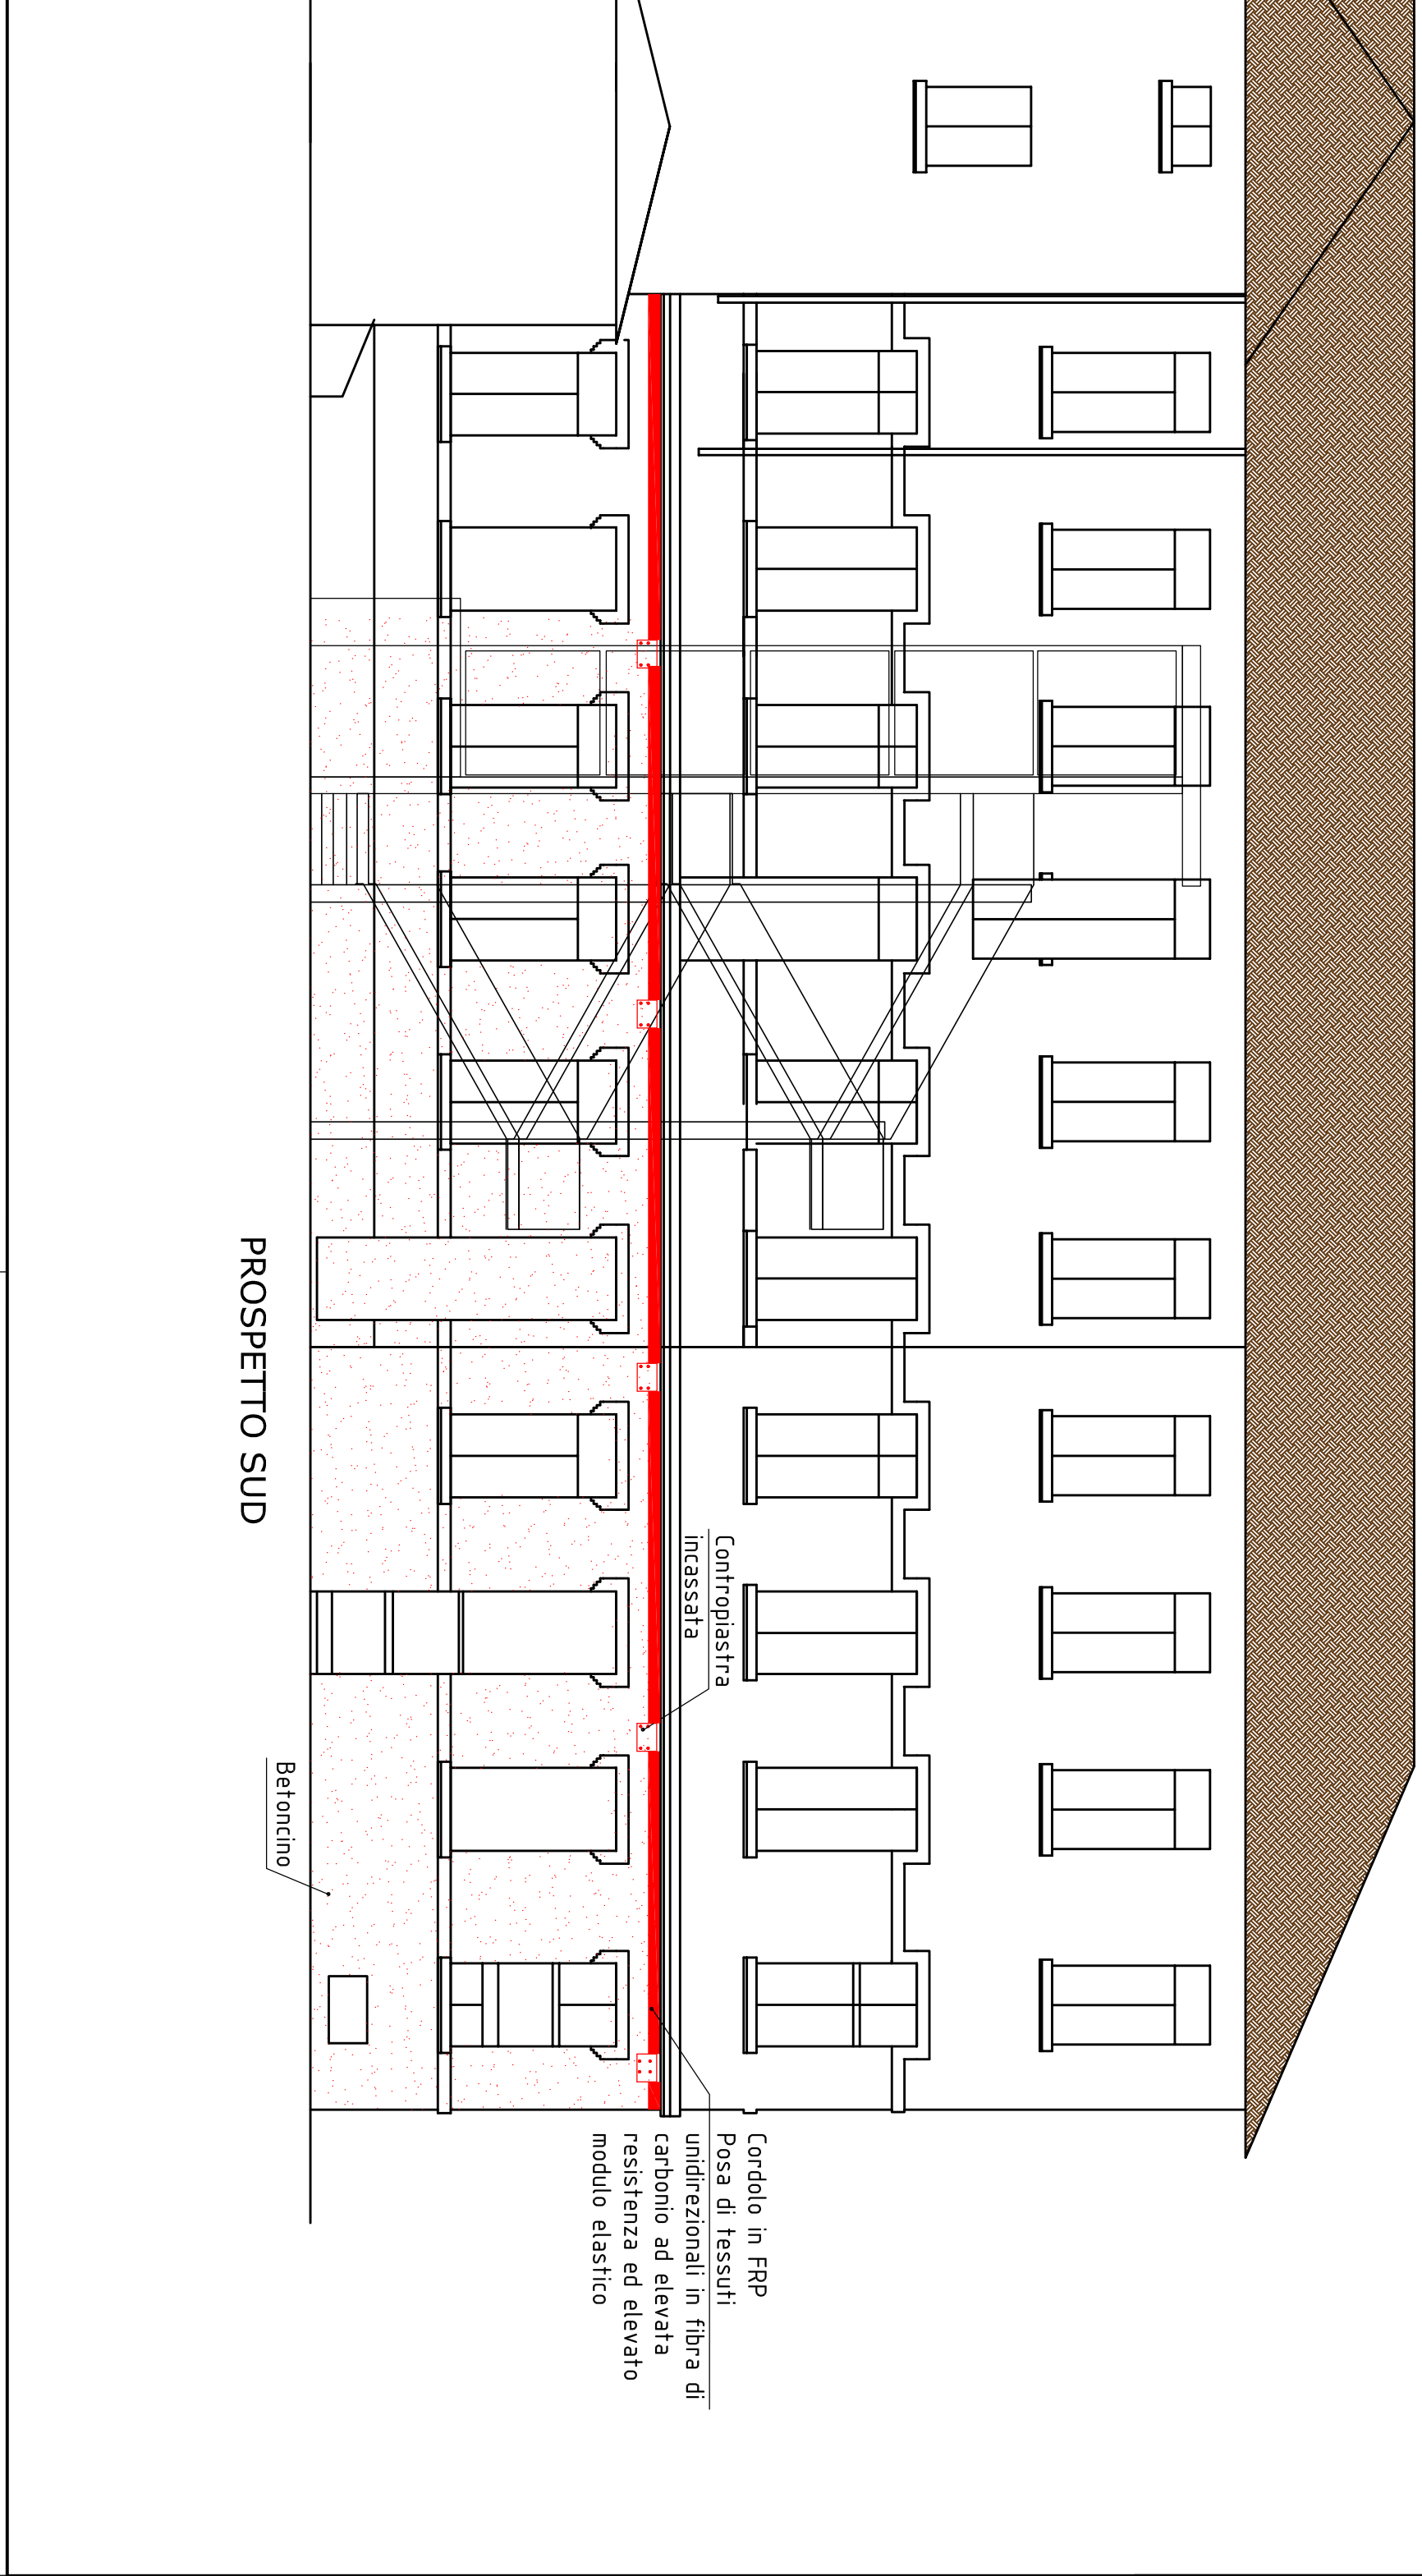 Contropiastra
incassata
Cordolo in FRP
Posa di tessuti
unidirezionali in fibra di
carbonio ad elevata
resistenza ed elevato
modulo elastico
Betoncino
PROSPETTO SUD